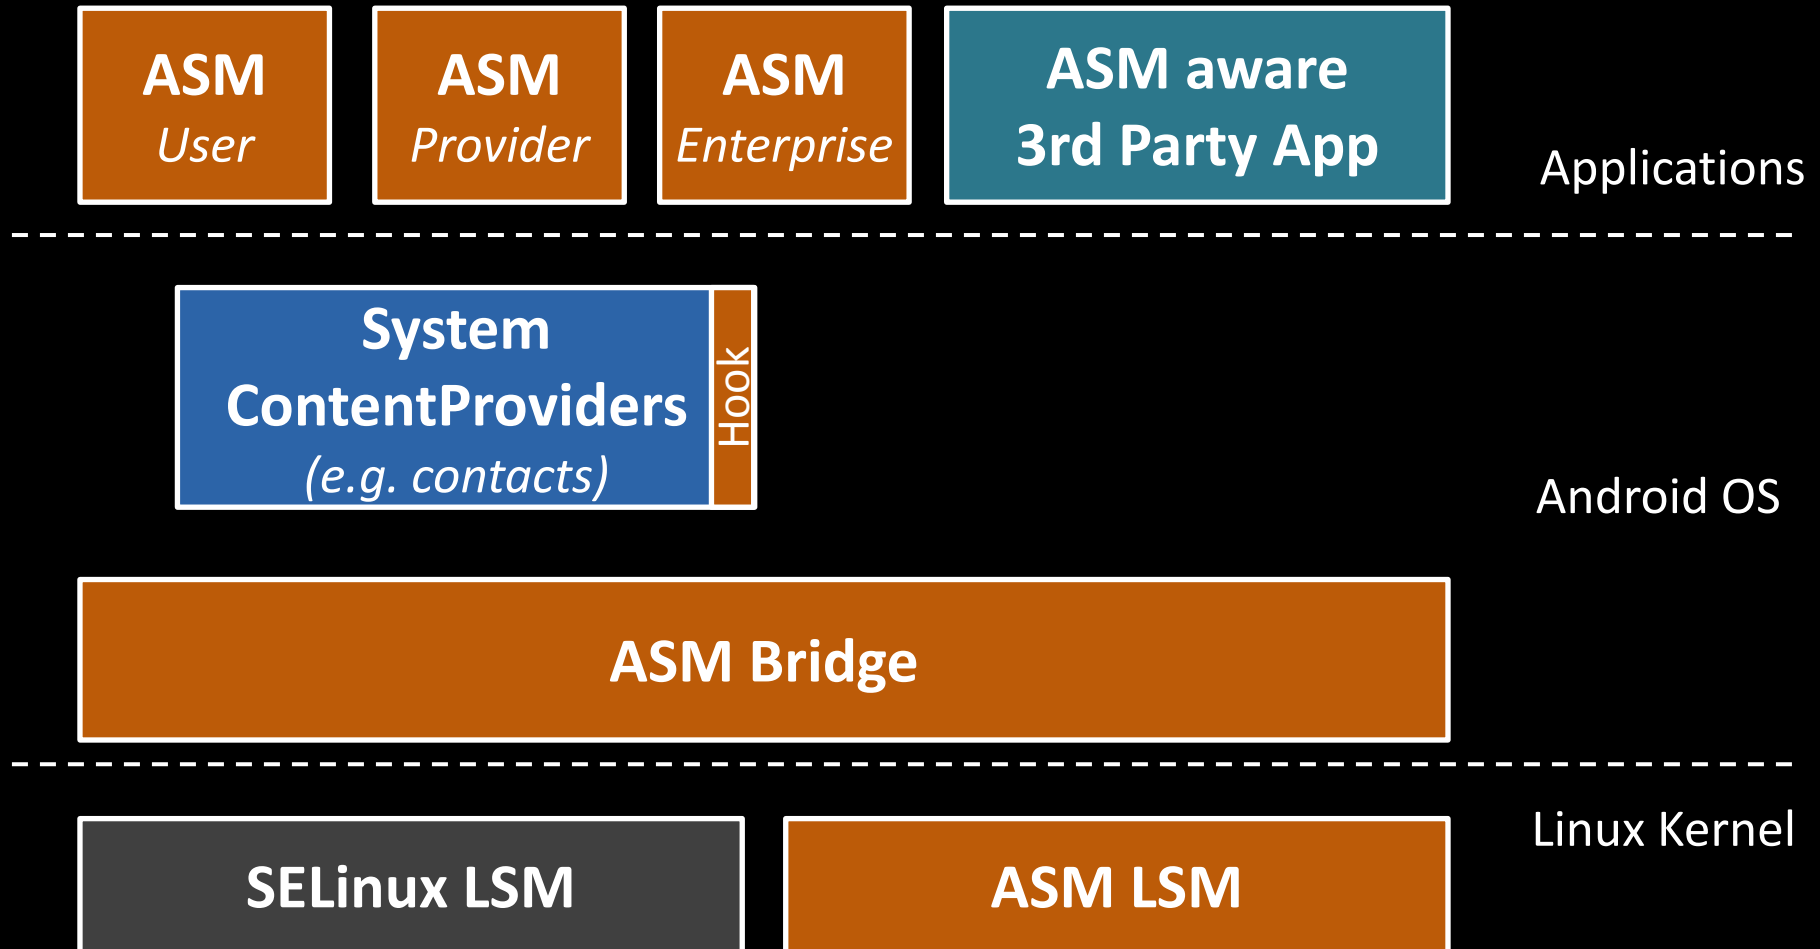 ASM
User
ASM
Provider
ASM
Enterprise
ASM aware
3rd Party App
Applications
System
ContentProviders
(e.g. contacts)
Hook
Android OS
ASM Bridge
Linux Kernel
SELinux LSM
ASM LSM